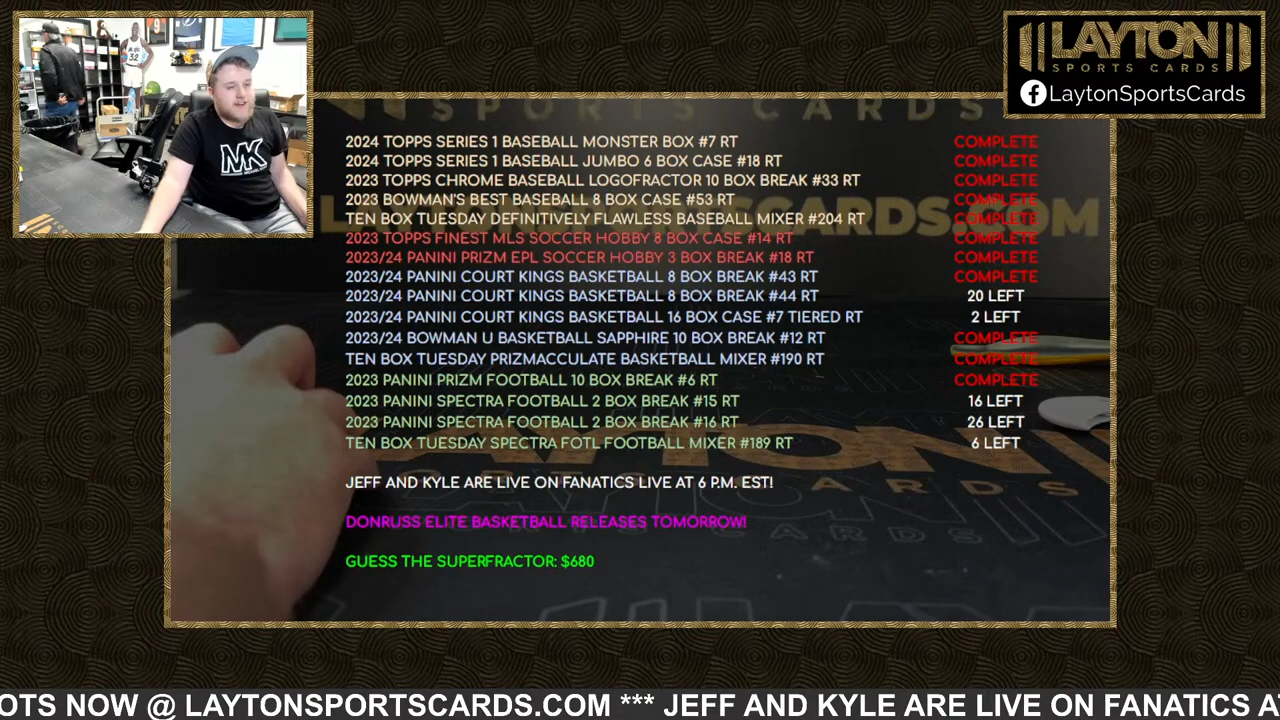 LAYTON
SPORTS CARDS
LaytonSportsCards
32
MK
SPORTS CARDS
2024 TOPPS SERIES 1 BASEBALL MONSTER BOX #7 RT COMPLETE
2024 TOPPS SERIES 1 BASEBALL JUMBO 6 BOX CASE #18 RT COMPLETE
2023 TOPPS CHROME BASEBALL LOGOFRACTOR 10 BOX BREAK #33 RT COMPLETE
2023 BOWMAN'S BEST BASEBALL 8 BOX CASE #53 RT COMPLETE
TEN BOX TUESDAY DEFINITIVELY FLAWLESS BASEBALL MIXER #204 RT COMPLETE
2023 TOPPS FINEST MLS SOCCER HOBBY 8 BOX CASE #14 RT COMPLETE
2023/24 PANINI PRIZM EPL SOCCER HOBBY 3 BOX BREAK #18 RT COMPLETE
2023/24 PANINI COURT KINGS BASKETBALL 8 BOX BREAK #43 RT COMPLETE
2023/24 PANINI COURT KINGS BASKETBALL 8 BOX BREAK #44 RT 20 LEFT
2023/24 PANINI COURT KINGS BASKETBALL 16 BOX CASE #7 TIERED RT 2 LEFT
2023/24 BOWMAN U BASKETBALL SAPPHIRE 10 BOX BREAK #12 RT COMPLETE
TEN BOX TUESDAY PRIZMACCULATE BASKETBALL MIXER #190 RT COMPLETE
2023 PANINI PRIZM FOOTBALL 10 BOX BREAK #6 RT COMPLETE
2023 PANINI SPECTRA FOOTBALL 2 BOX BREAK #15 RT 16 LEFT
2023 PANINI SPECTRA FOOTBALL 2 BOX BREAK #16 RT 26 LEFT
TEN BOX TUESDAY SPECTRA FOTL FOOTBALL MIXER #189 RT 6 LEFT
JEFF AND KYLE ARE LIVE ON FANATICS LIVE AT 6 P.M. EST!
DONRUSS ELITE BASKETBALL RELEASES TOMORROW!
GUESS THE SUPERFRACTOR: $680
OTS NOW @ LAYTONSPORTSCARDS.COM *** JEFF AND KYLE ARE LIVE ON FANATICS A